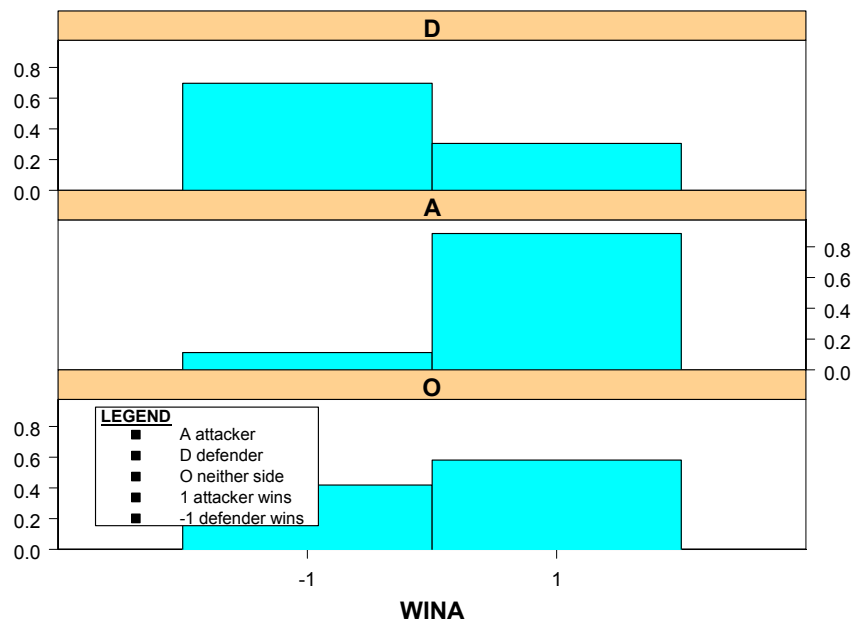 D
0.8
0.6
0.4
0.2
0.0
A
0.8
0.6
0.4
0.2
0.0
O
0.8
0.6
0.4
0.2
0.0
LEGEND
■ A attacker
■ D defender
■ O neither side
■ 1 attacker wins
■ -1 defender wins
-1 1
WINA